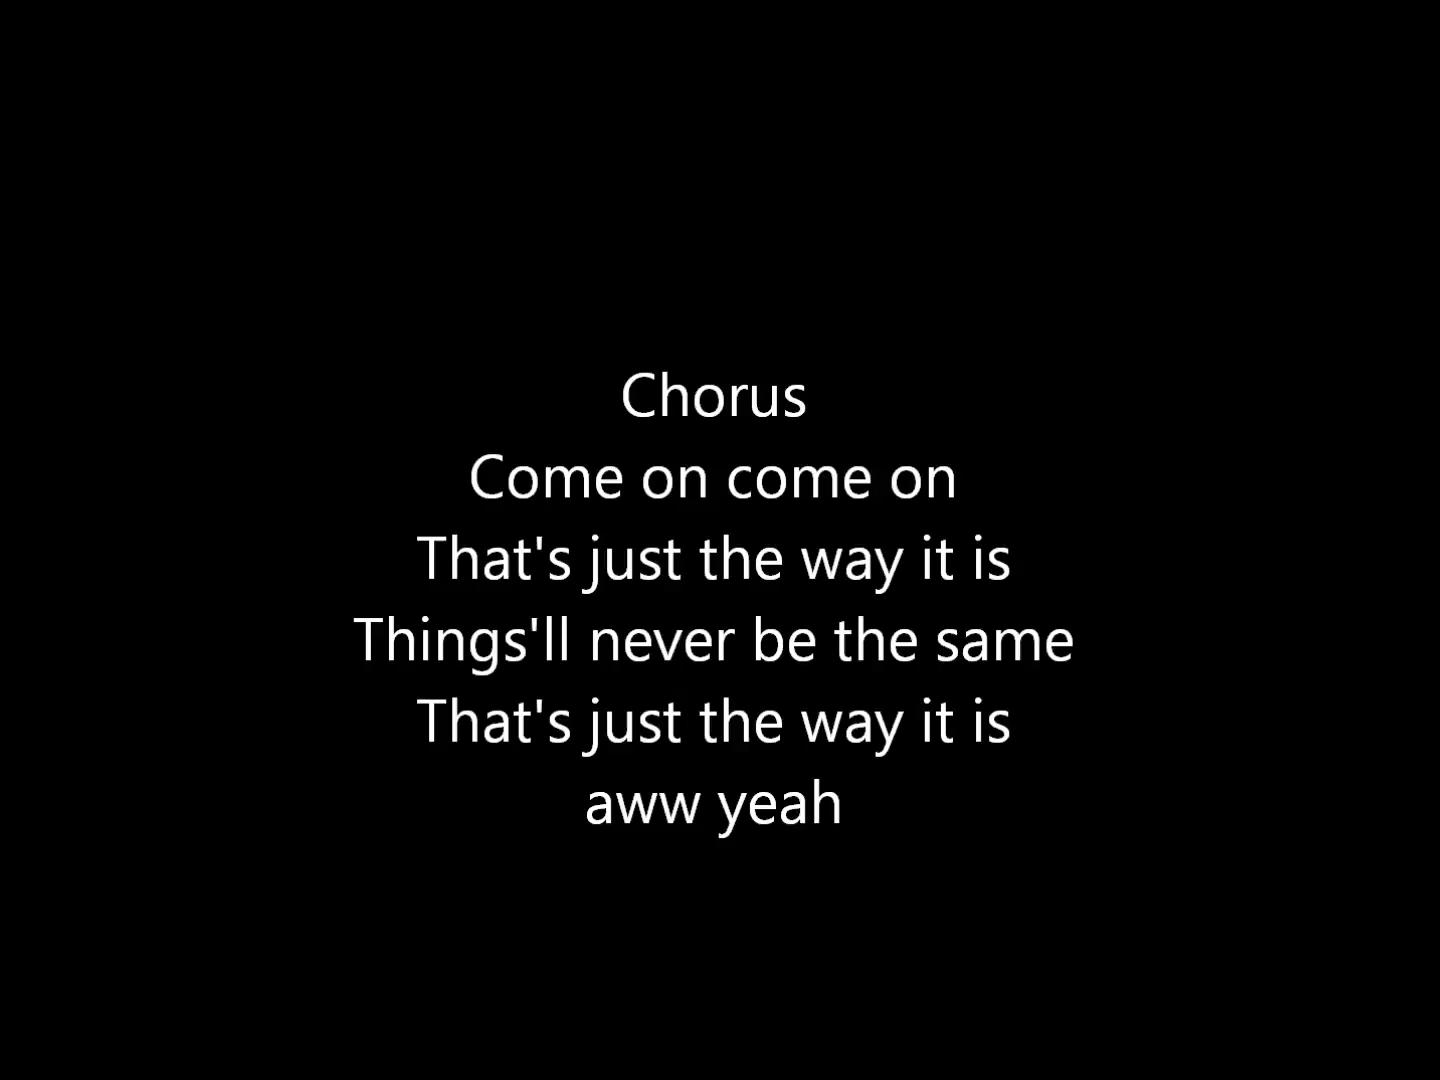 Chorus
Come on come on
That's just the way it is
Things'll never be the same
That's just the way it is
aww yeah